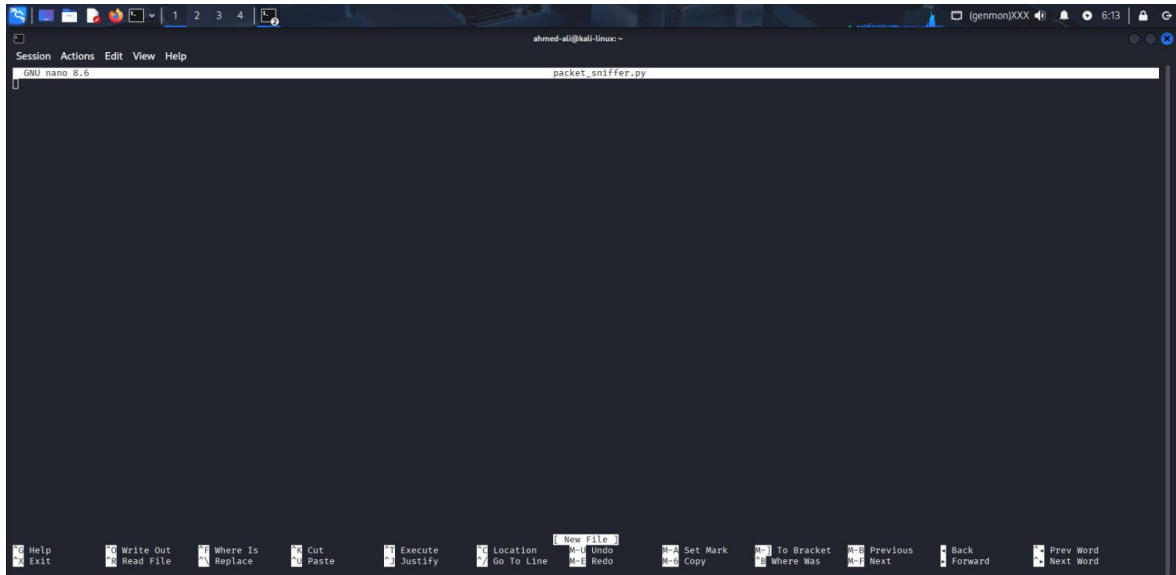 1 2 3 4 (genmon)XXX 6:13
ahmed-ali@kali-linux: ~
Session Actions Edit View Help
GNU nano 8.6 packet_sniffer.py
[ New File ]
^G Help ^O Write Out ^F Where Is ^K Cut ^T Execute ^C Location M-U Undo M-A Set Mark M-] To Bracket M-B Previous ◂ Back ^◂ Prev Word
^X Exit ^R Read File ^\ Replace ^U Paste ^J Justify ^/ Go To Line M-E Redo M-6 Copy ^B Where Was M-F Next ▸ Forward ^▸ Next Word